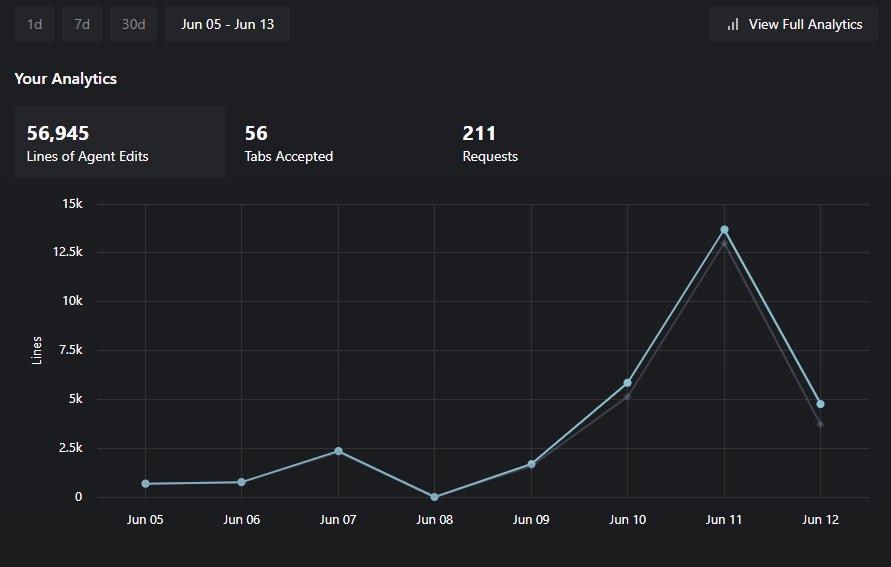 1d 7d 30d Jun 05 - Jun 13 View Full Analytics
Your Analytics
56,945 56 211
Lines of Agent Edits Tabs Accepted Requests
15k
12.5k
10k
7.5k
5k
2.5k
0
Lines
Jun 05 Jun 06 Jun 07 Jun 08 Jun 09 Jun 10 Jun 11 Jun 12